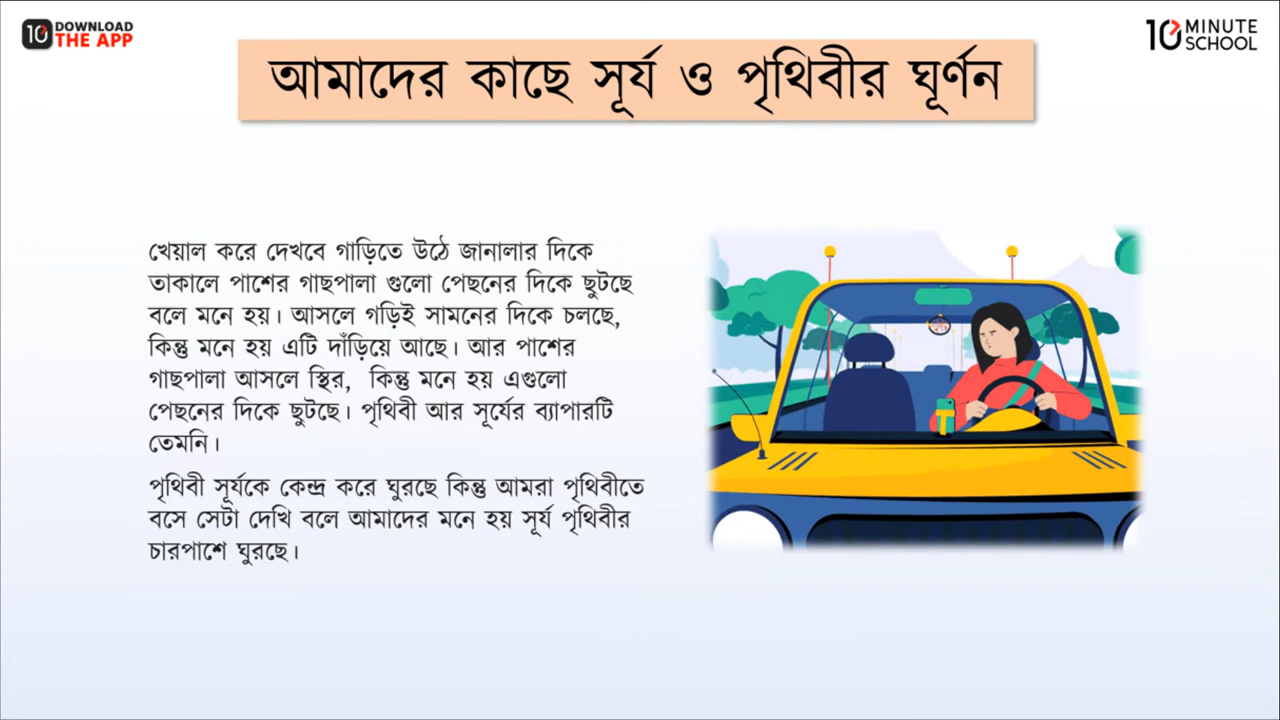 10 DOWNLOAD
THE APP
10 MINUTE
SCHOOL
আমাদের কাছে সূর্য ও পৃথিবীর ঘূর্ণন
খেয়াল করে দেখবে গাড়িতে উঠে জানালার দিকে
তাকালে পাশের গাছপালা গুলো পেছনের দিকে ছুটছে
বলে মনে হয়। আসলে গড়িই সামনের দিকে চলছে,
কিন্তু মনে হয় এটি দাঁড়িয়ে আছে। আর পাশের
গাছপালা আসলে স্থির, কিন্তু মনে হয় এগুলো
পেছনের দিকে ছুটছে। পৃথিবী আর সূর্যের ব্যাপারটি
তেমনি।
পৃথিবী সূর্যকে কেন্দ্র করে ঘুরছে কিন্তু আমরা পৃথিবীতে
বসে সেটা দেখি বলে আমাদের মনে হয় সূর্য পৃথিবীর
চারপাশে ঘুরছে।